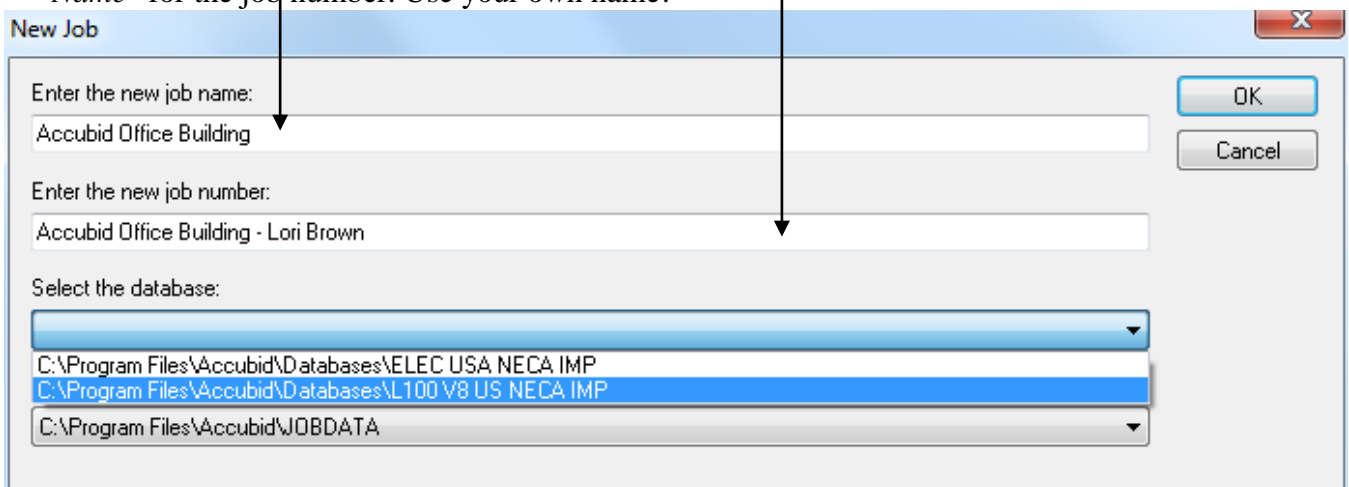 Name" for the job number. Use your own name!
New Job
X
Enter the new job name:
Accubid Office Building
OK
Cancel
Enter the new job number:
Accubid Office Building - Lori Brown
Select the database:
C:\Program Files\Accubid\Databases\ELEC USA NECA IMP
C:\Program Files\Accubid\Databases\L100 V8 US NECA IMP
C:\Program Files\Accubid\JOBDATA